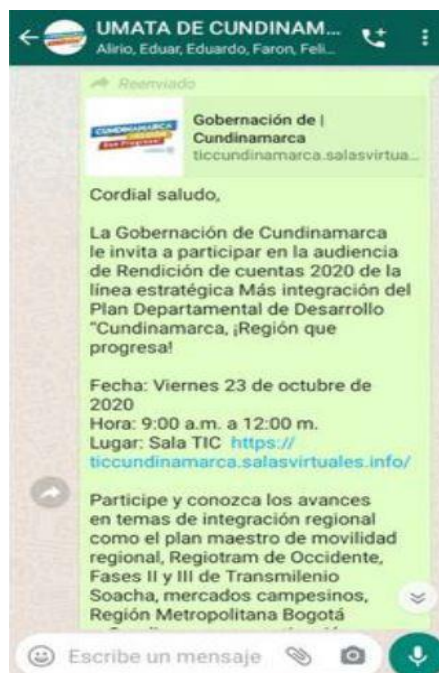 UMATA DE CUNDINAM...
Alirio, Eduar, Eduardo, Faron, Feli...
Reenviado
Gobernación de |
Cundinamarca
ticcundinamarca.salasvirtua...
CUNDINAMARCA
Cordial saludo,
La Gobernación de Cundinamarca
le invita a participar en la audiencia
de Rendición de cuentas 2020 de la
línea estratégica Más integración del
Plan Departamental de Desarrollo
"Cundinamarca, ¡Región que
progresa!
Fecha: Viernes 23 de octubre de
2020
Hora: 9:00 a.m. a 12:00 m.
Lugar: Sala TIC https://
ticcundinamarca.salasvirtuales.info/
Participe y conozca los avances
en temas de integración regional
como el plan maestro de movilidad
regional, Regiotram de Occidente,
Fases II y III de Transmilenio
Soacha, mercados campesinos,
Región Metropolitana Bogotá
Escribe un mensaje